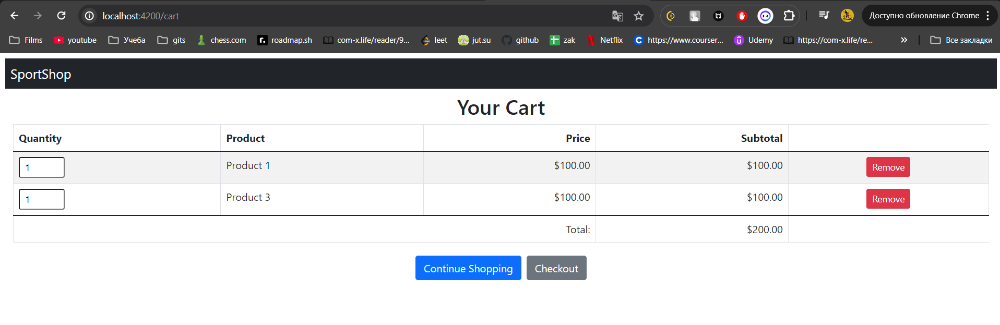 localhost:4200/cart Доступно обновление Chrome
Films youtube Учеба gits chess.com roadmap.sh com-x.life/reader/9... leet jut.su github zak Netflix https://www.courser... Udemy https://com-x.life/re... » Все закладки
SportShop
Your Cart
Quantity Product Price Subtotal
1 Product 1 $100.00 $100.00 Remove
1 Product 3 $100.00 $100.00 Remove
Total: $200.00
Continue Shopping Checkout